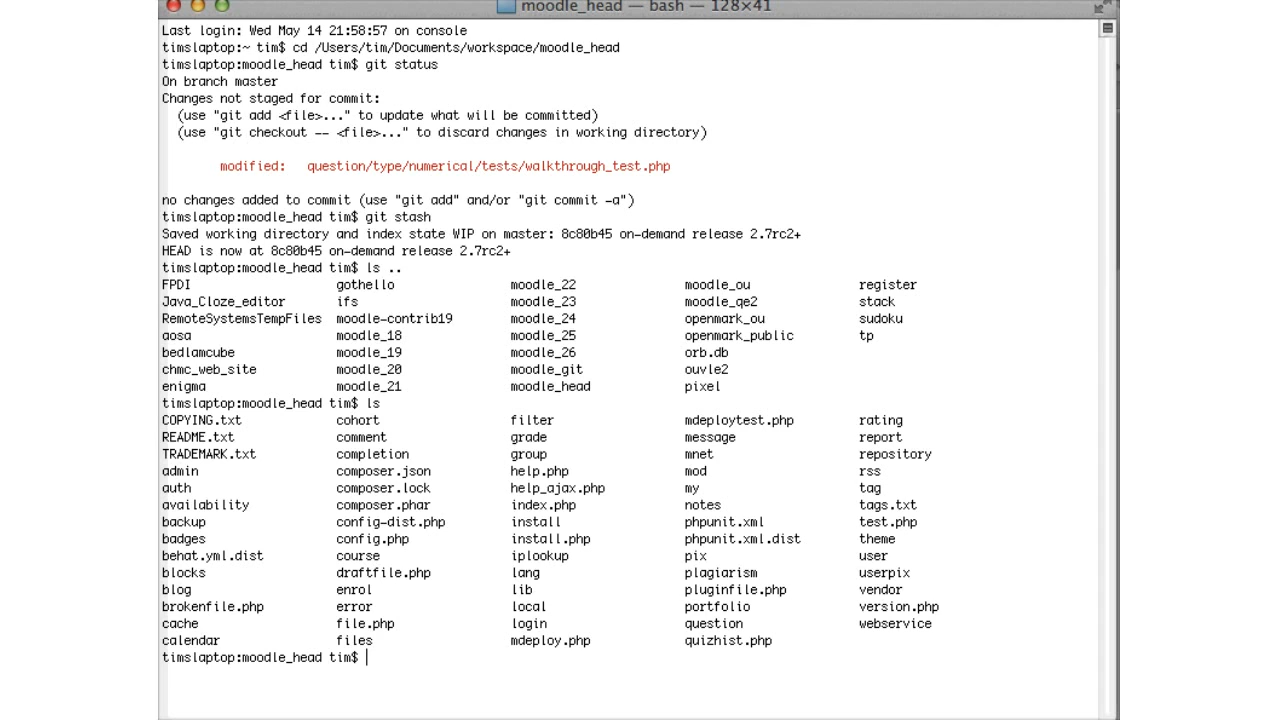 moodle_head — bash — 128×41
Last login: Wed May 14 21:58:57 on console
timslaptop:~ tim$ cd /Users/tim/Documents/workspace/moodle_head
timslaptop:moodle_head tim$ git status
On branch master
Changes not staged for commit:
  (use "git add <file>..." to update what will be committed)
  (use "git checkout -- <file>..." to discard changes in working directory)
        modified:   question/type/numerical/tests/walkthrough_test.php
no changes added to commit (use "git add" and/or "git commit -a")
timslaptop:moodle_head tim$ git stash
Saved working directory and index state WIP on master: 8c80b45 on-demand release 2.7rc2+
HEAD is now at 8c80b45 on-demand release 2.7rc2+
timslaptop:moodle_head tim$ ls ..
FPDI                    gothello                moodle_22               moodle_ou               register
Java_Cloze_editor       ifs                     moodle_23               moodle_qe2              stack
RemoteSystemsTempFiles  moodle-contrib19        moodle_24               openmark_ou             sudoku
aosa                    moodle_18               moodle_25               openmark_public         tp
bedlamcube              moodle_19               moodle_26               orb.db
chmc_web_site           moodle_20               moodle_git              ouvle2
enigma                  moodle_21               moodle_head             pixel
timslaptop:moodle_head tim$ ls
COPYING.txt             cohort                  filter                  mdeploytest.php         rating
README.txt              comment                 grade                   message                 report
TRADEMARK.txt           completion              group                   mnet                    repository
admin                   composer.json           help.php                mod                     rss
auth                    composer.lock           help_ajax.php           my                      tag
availability            composer.phar           index.php               notes                   tags.txt
backup                  config-dist.php         install                 phpunit.xml             test.php
badges                  config.php              install.php             phpunit.xml.dist        theme
behat.yml.dist          course                  iplookup                pix                     user
blocks                  draftfile.php           lang                    plagiarism              userpix
blog                    enrol                   lib                     pluginfile.php          vendor
brokenfile.php          error                   local                   portfolio               version.php
cache                   file.php                login                   question                webservice
calendar                files                   mdeploy.php             quizhist.php
timslaptop:moodle_head tim$